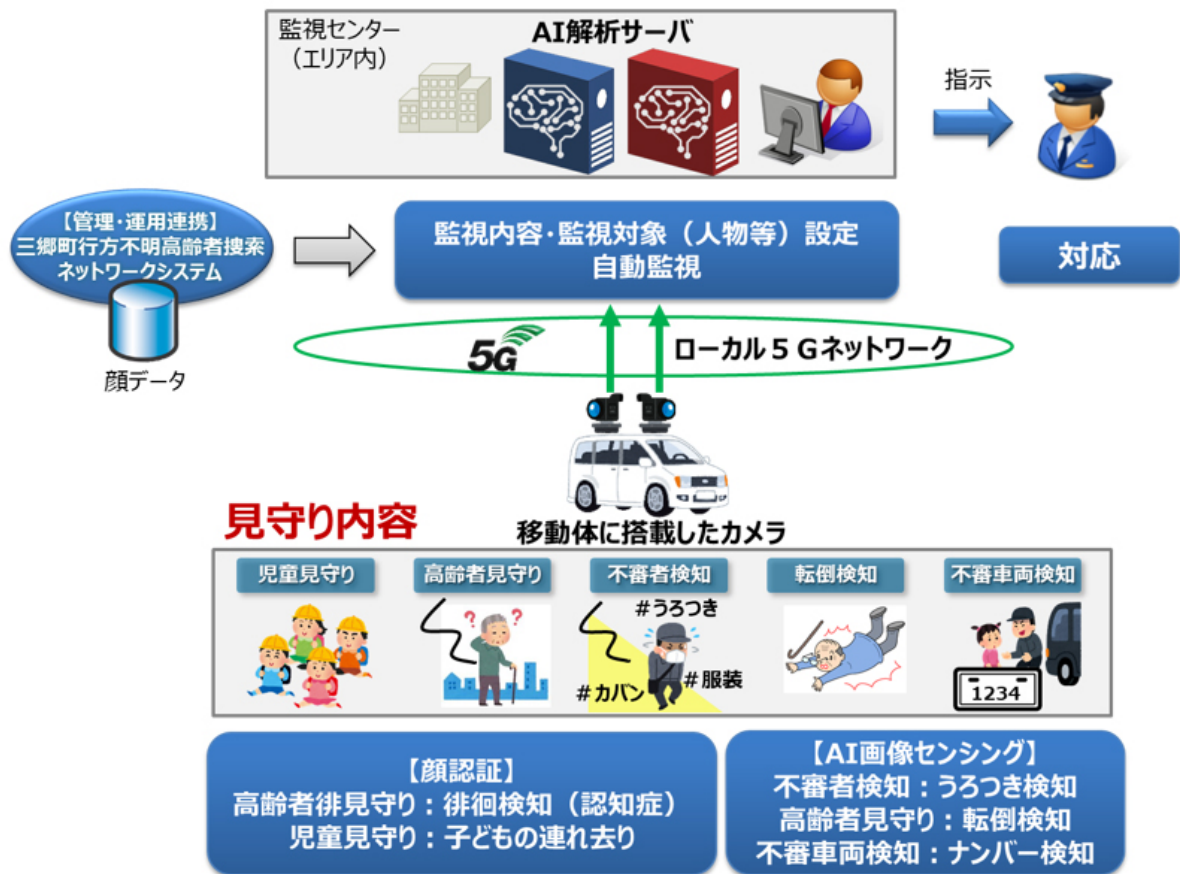 監視センター
（エリア内）
AI解析サーバ
指示
【管理・運用連携】
三郷町行方不明高齢者捜索
ネットワークシステム
顔データ
監視内容・監視対象（人物等）設定
自動監視
対応
5G
ローカル５Ｇネットワーク
移動体に搭載したカメラ
見守り内容
児童見守り
高齢者見守り
不審者検知
転倒検知
不審車両検知
#うろつき
#カバン
#服装
1234
【顔認証】
高齢者徘見守り：徘徊検知（認知症）
児童見守り：子どもの連れ去り
【AI画像センシング】
不審者検知：うろつき検知
高齢者見守り：転倒検知
不審車両検知：ナンバー検知